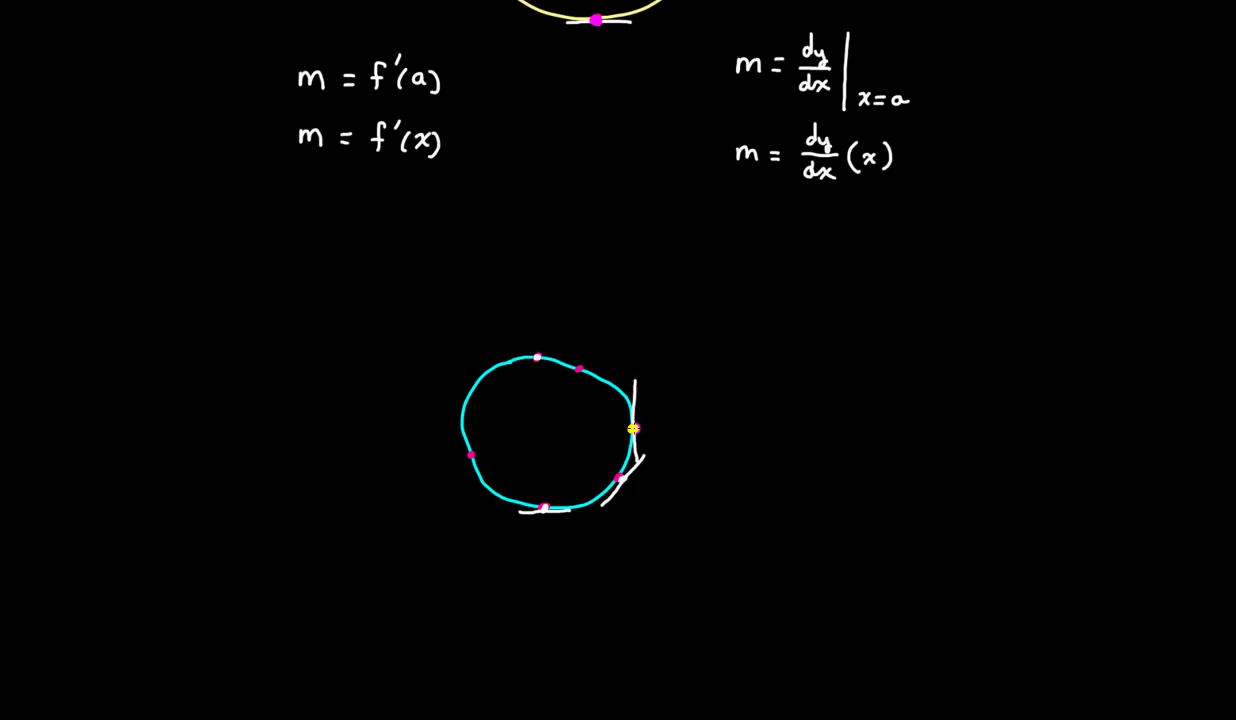 m = f'(a)
m = f'(x)
m = dy/dx |x=a
m = dy/dx (x)